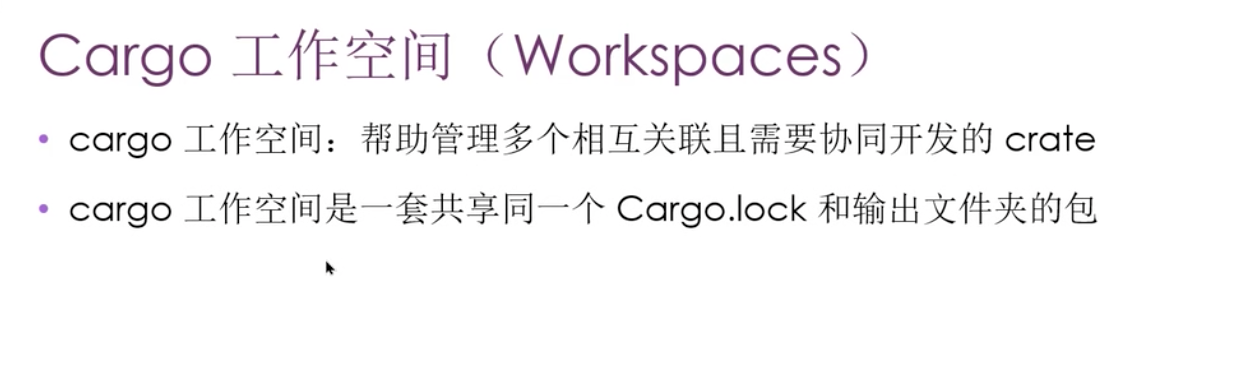 Cargo 工作空间（Workspaces）
• cargo 工作空间：帮助管理多个相互关联且需要协同开发的 crate
• cargo 工作空间是一套共享同一个 Cargo.lock 和输出文件夹的包